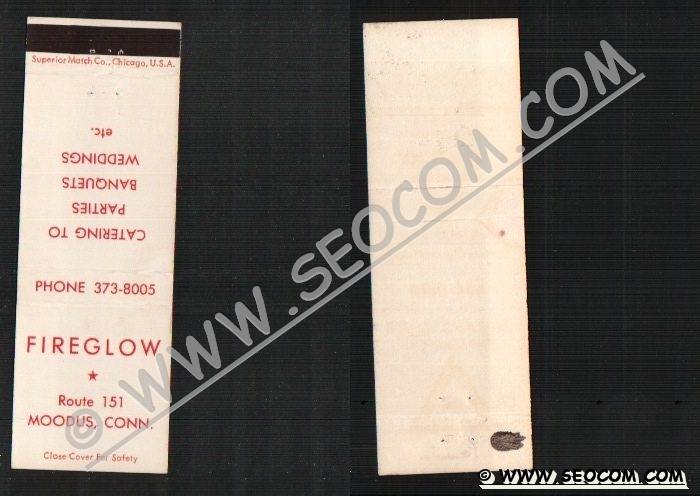 Superior Match Co., Chicago, U.S.A.
CATERING TO
PARTIES
BANQUETS
WEDDINGS
etc.
PHONE 373-8005
FIREGLOW
★
Route 151
MOODUS, CONN.
Close Cover For Safety
© WWW.SEOCOM.COM
© WWW.SEOCOM.COM